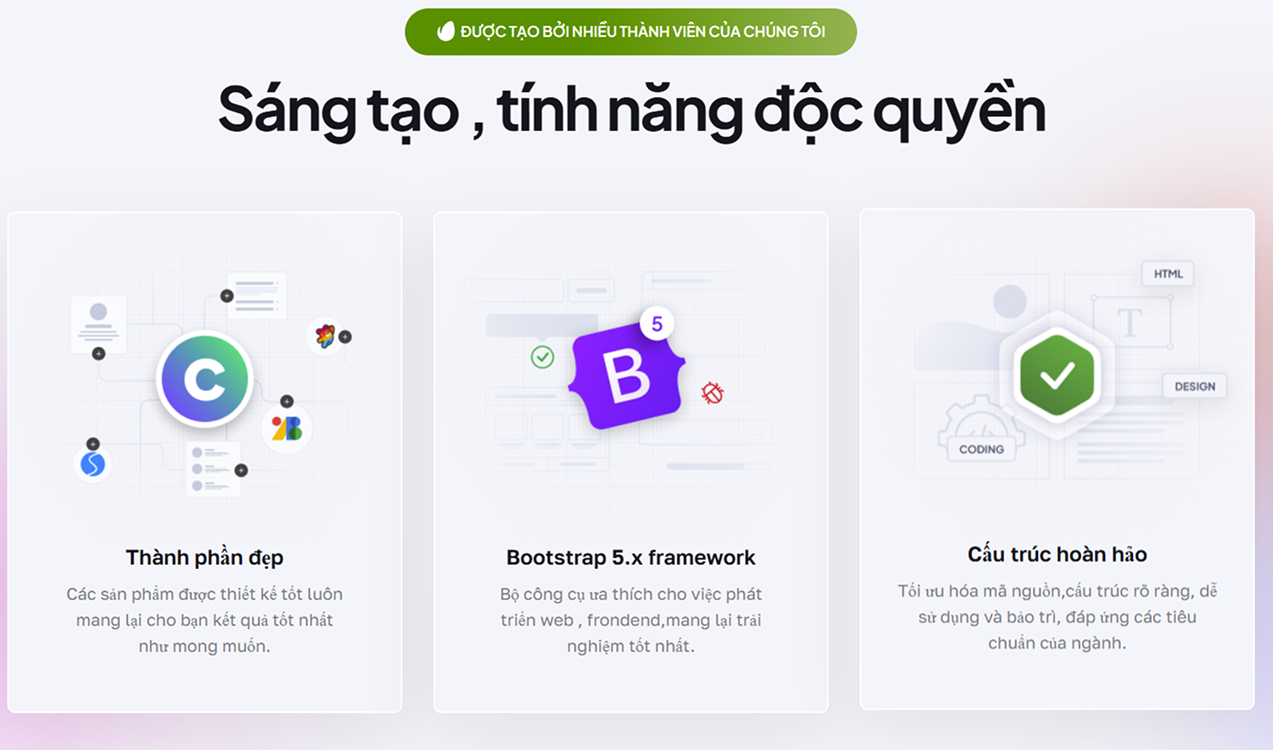 ĐƯỢC TẠO BỞI NHIỀU THÀNH VIÊN CỦA CHÚNG TÔI
Sáng tạo , tính năng độc quyền
C
5
B
HTML
T
DESIGN
CODING
Thành phần đẹp
Các sản phẩm được thiết kế tốt luôn
mang lại cho bạn kết quả tốt nhất
như mong muốn.
Bootstrap 5.x framework
Bộ công cụ ưa thích cho việc phát
triển web , frondend,mang lại trải
nghiệm tốt nhất.
Cấu trúc hoàn hảo
Tối ưu hóa mã nguồn,cấu trúc rõ ràng, dễ
sử dụng và bảo trì, đáp ứng các tiêu
chuẩn của ngành.